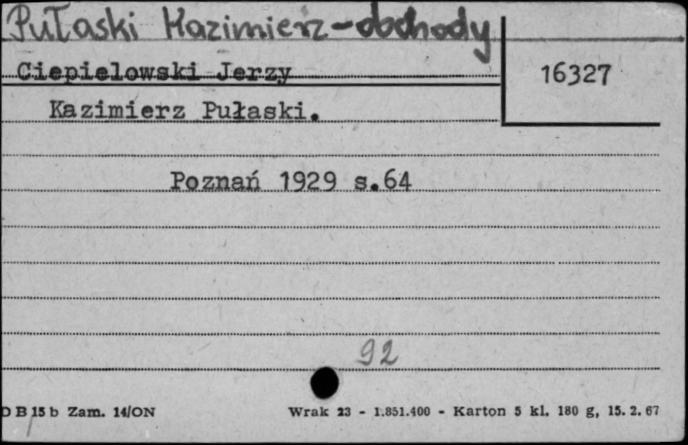 Pułaski Kazimierz - obchody
Ciepielowski Jerzy
16327
Kazimierz Pułaski.
Poznań 1929 s.64
92
D B 15 b Zam. 14/ON
Wrak 23 - 1.851.400 - Karton 5 kl. 180 g, 15. 2. 67